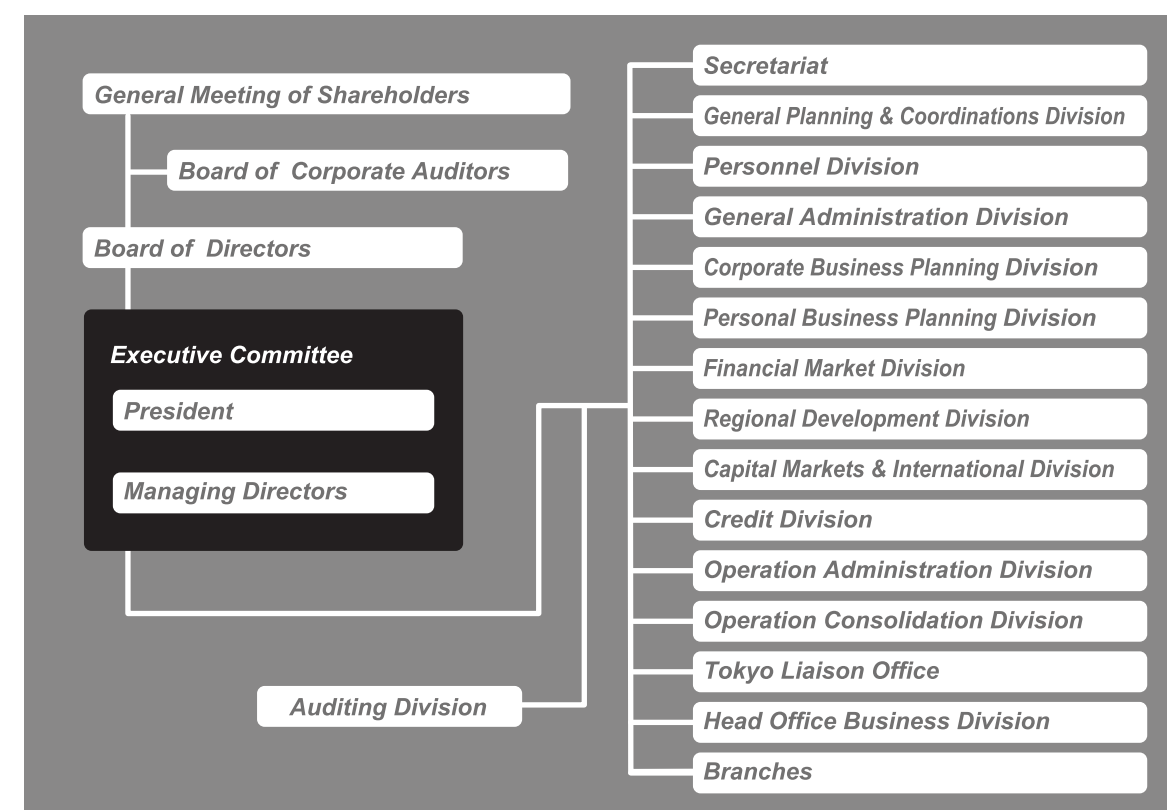 General Meeting of Shareholders
Board of Corporate Auditors
Board of Directors
Executive Committee
President
Managing Directors
Auditing Division
Secretariat
General Planning & Coordinations Division
Personnel Division
General Administration Division
Corporate Business Planning Division
Personal Business Planning Division
Financial Market Division
Regional Development Division
Capital Markets & International Division
Credit Division
Operation Administration Division
Operation Consolidation Division
Tokyo Liaison Office
Head Office Business Division
Branches